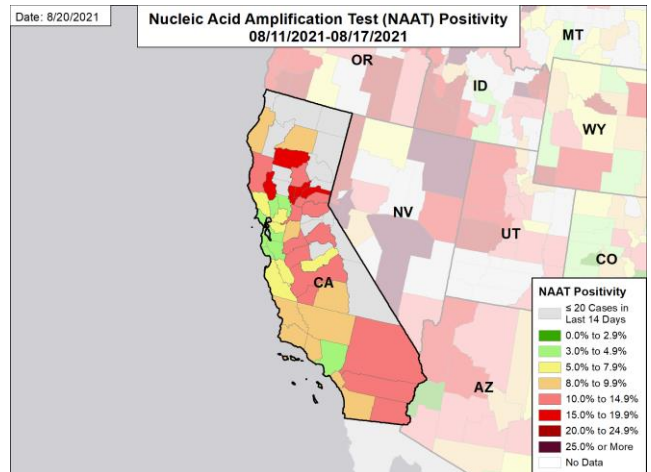 Date: 8/20/2021
Nucleic Acid Amplification Test (NAAT) Positivity
08/11/2021-08/17/2021
MT
OR
ID
WY
NV
UT
CO
CA
AZ
NAAT Positivity
≤ 20 Cases in
Last 14 Days
0.0% to 2.9%
3.0% to 4.9%
5.0% to 7.9%
8.0% to 9.9%
10.0% to 14.9%
15.0% to 19.9%
20.0% to 24.9%
25.0% or More
No Data